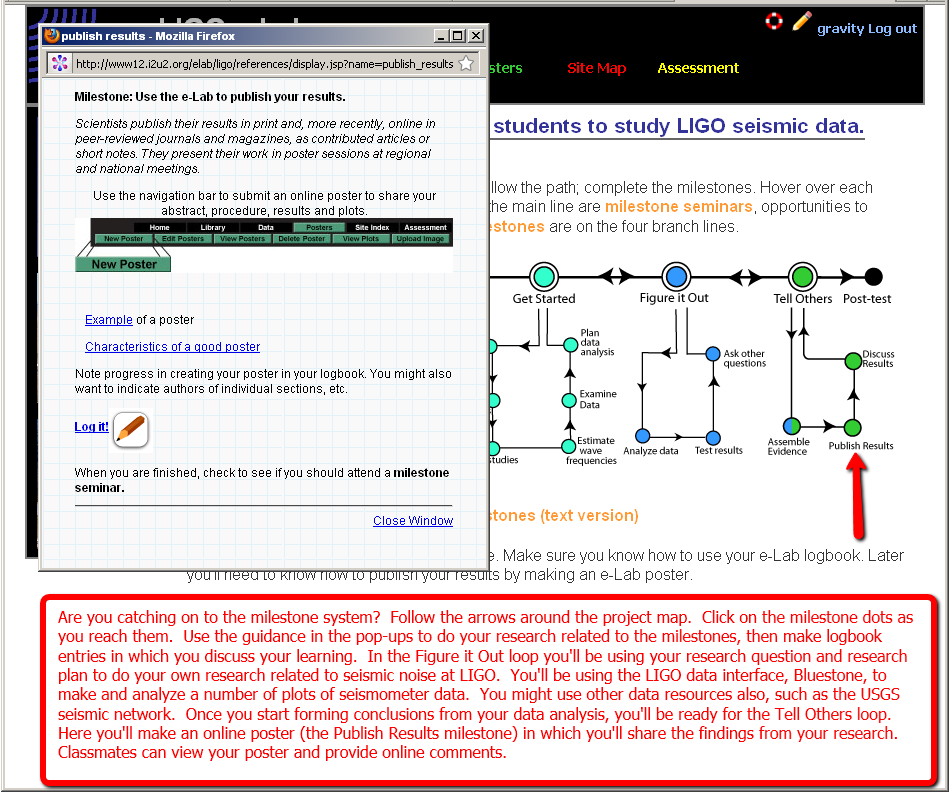 publish results - Mozilla Firefox
http://www12.i2u2.org/elab/ligo/references/display.jsp?name=publish_results
gravity Log out
sters
Site Map
Assessment
Milestone: Use the e-Lab to publish your results.
Scientists publish their results in print and, more recently, online in
peer-reviewed journals and magazines, as contributed articles or
short notes. They present their work in poster sessions at regional
and national meetings.
Use the navigation bar to submit an online poster to share your
abstract, procedure, results and plots.
Home Library Data Posters Site Index Assessment
New Poster Edit Posters View Posters Delete Poster View Plots Upload Image
New Poster
Example of a poster
Characteristics of a good poster
Note progress in creating your poster in your logbook. You might also
want to indicate authors of individual sections, etc.
Log it!
When you are finished, check to see if you should attend a milestone
seminar.
Close Window
students to study LIGO seismic data.
llow the path; complete the milestones. Hover over each
the main line are milestone seminars, opportunities to
estones are on the four branch lines.
Get Started
Figure it Out
Tell Others
Post-test
Plan
data
analysis
Examine
Data
Estimate
wave
frequencies
tudies
Ask other
questions
Analyze data
Test results
Discuss
Results
Assemble
Evidence
Publish Results
stones (text version)
e. Make sure you know how to use your e-Lab logbook. Later
you'll need to know how to publish your results by making an e-Lab poster.
Are you catching on to the milestone system? Follow the arrows around the project map. Click on the milestone dots as
you reach them. Use the guidance in the pop-ups to do your research related to the milestones, then make logbook
entries in which you discuss your learning. In the Figure it Out loop you'll be using your research question and research
plan to do your own research related to seismic noise at LIGO. You'll be using the LIGO data interface, Bluestone, to
make and analyze a number of plots of seismometer data. You might use other data resources also, such as the USGS
seismic network. Once you start forming conclusions from your data analysis, you'll be ready for the Tell Others loop.
Here you'll make an online poster (the Publish Results milestone) in which you'll share the findings from your research.
Classmates can view your poster and provide online comments.